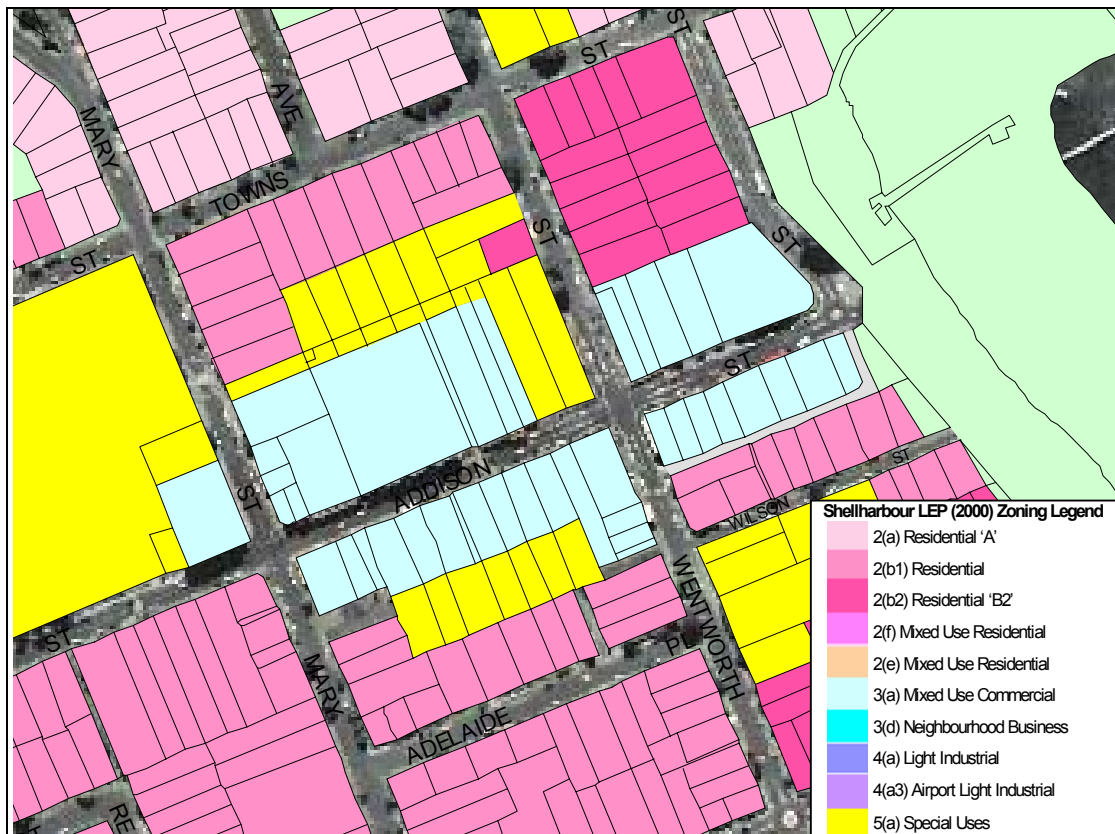 ST
ST
ST
AVE
MARY
TOWNS
ST
ST
ST
ST
ST
ADDISON
ST
WILSON
ST
WENTWORTH
MARY
PL
ADELAIDE
RE
ST
Shellharbour LEP (2000) Zoning Legend
2(a) Residential ‘A’
2(b1) Residential
2(b2) Residential ‘B2’
2(f) Mixed Use Residential
2(e) Mixed Use Residential
3(a) Mixed Use Commercial
3(d) Neighbourhood Business
4(a) Light Industrial
4(a3) Airport Light Industrial
5(a) Special Uses